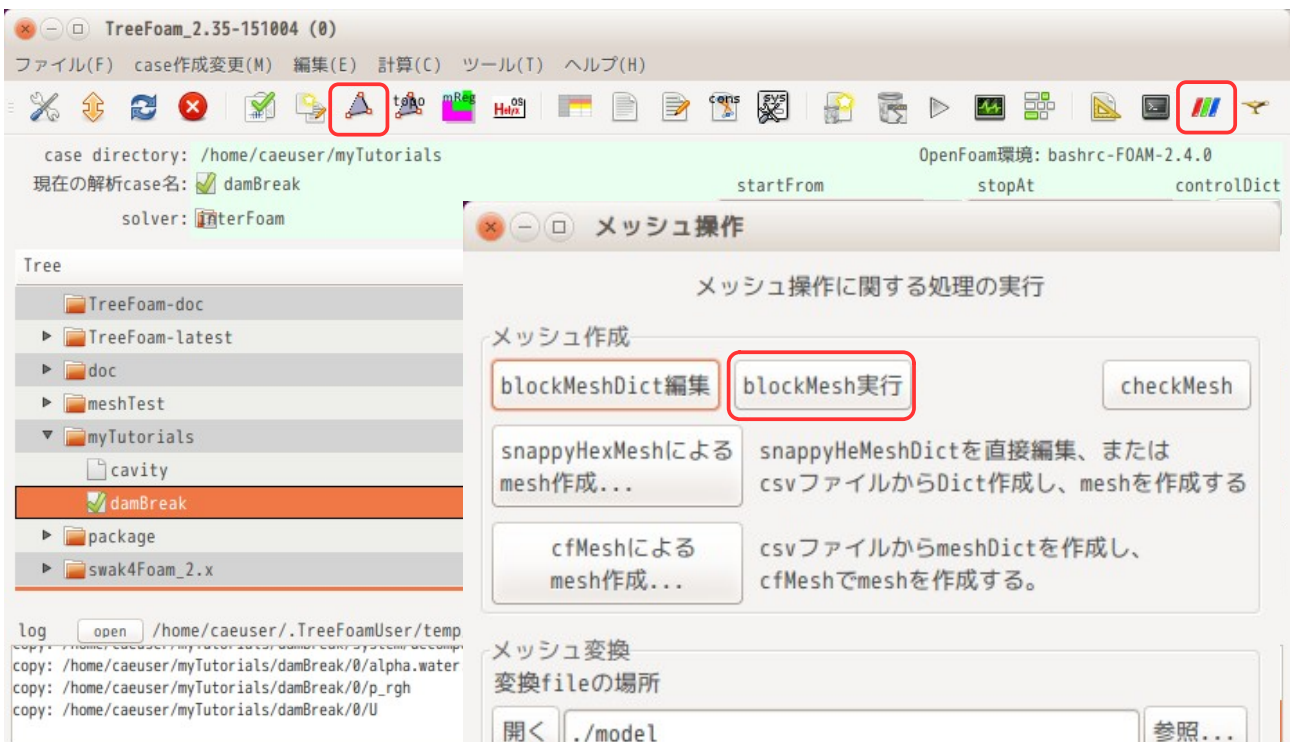 TreeFoam_2.35-151004 (0)
ファイル(F) case作成変更(M) 編集(E) 計算(C) ツール(T) ヘルプ(H)
topo mReg Helyx OS cons sys
case directory: /home/caeuser/myTutorials
OpenFoam環境: bashrc-FOAM-2.4.0
現在の解析case名: damBreak
startFrom stopAt controlDict
solver: interFoam
Tree
TreeFoam-doc
TreeFoam-latest
doc
meshTest
myTutorials
cavity
damBreak
package
swak4Foam_2.x
log open /home/caeuser/.TreeFoamUser/temp
copy: /home/caeuser/myTutorials/damBreak/system/decomp
copy: /home/caeuser/myTutorials/damBreak/0/alpha.water
copy: /home/caeuser/myTutorials/damBreak/0/p_rgh
copy: /home/caeuser/myTutorials/damBreak/0/U
メッシュ操作
メッシュ操作に関する処理の実行
メッシュ作成
blockMeshDict編集 blockMesh実行 checkMesh
snappyHexMeshによる
mesh作成...
snappyHeMeshDictを直接編集、または
csvファイルからDict作成し、meshを作成する
cfMeshによる
mesh作成...
csvファイルからmeshDictを作成し、
cfMeshでmeshを作成する。
メッシュ変換
変換fileの場所
開く ./model 参照...